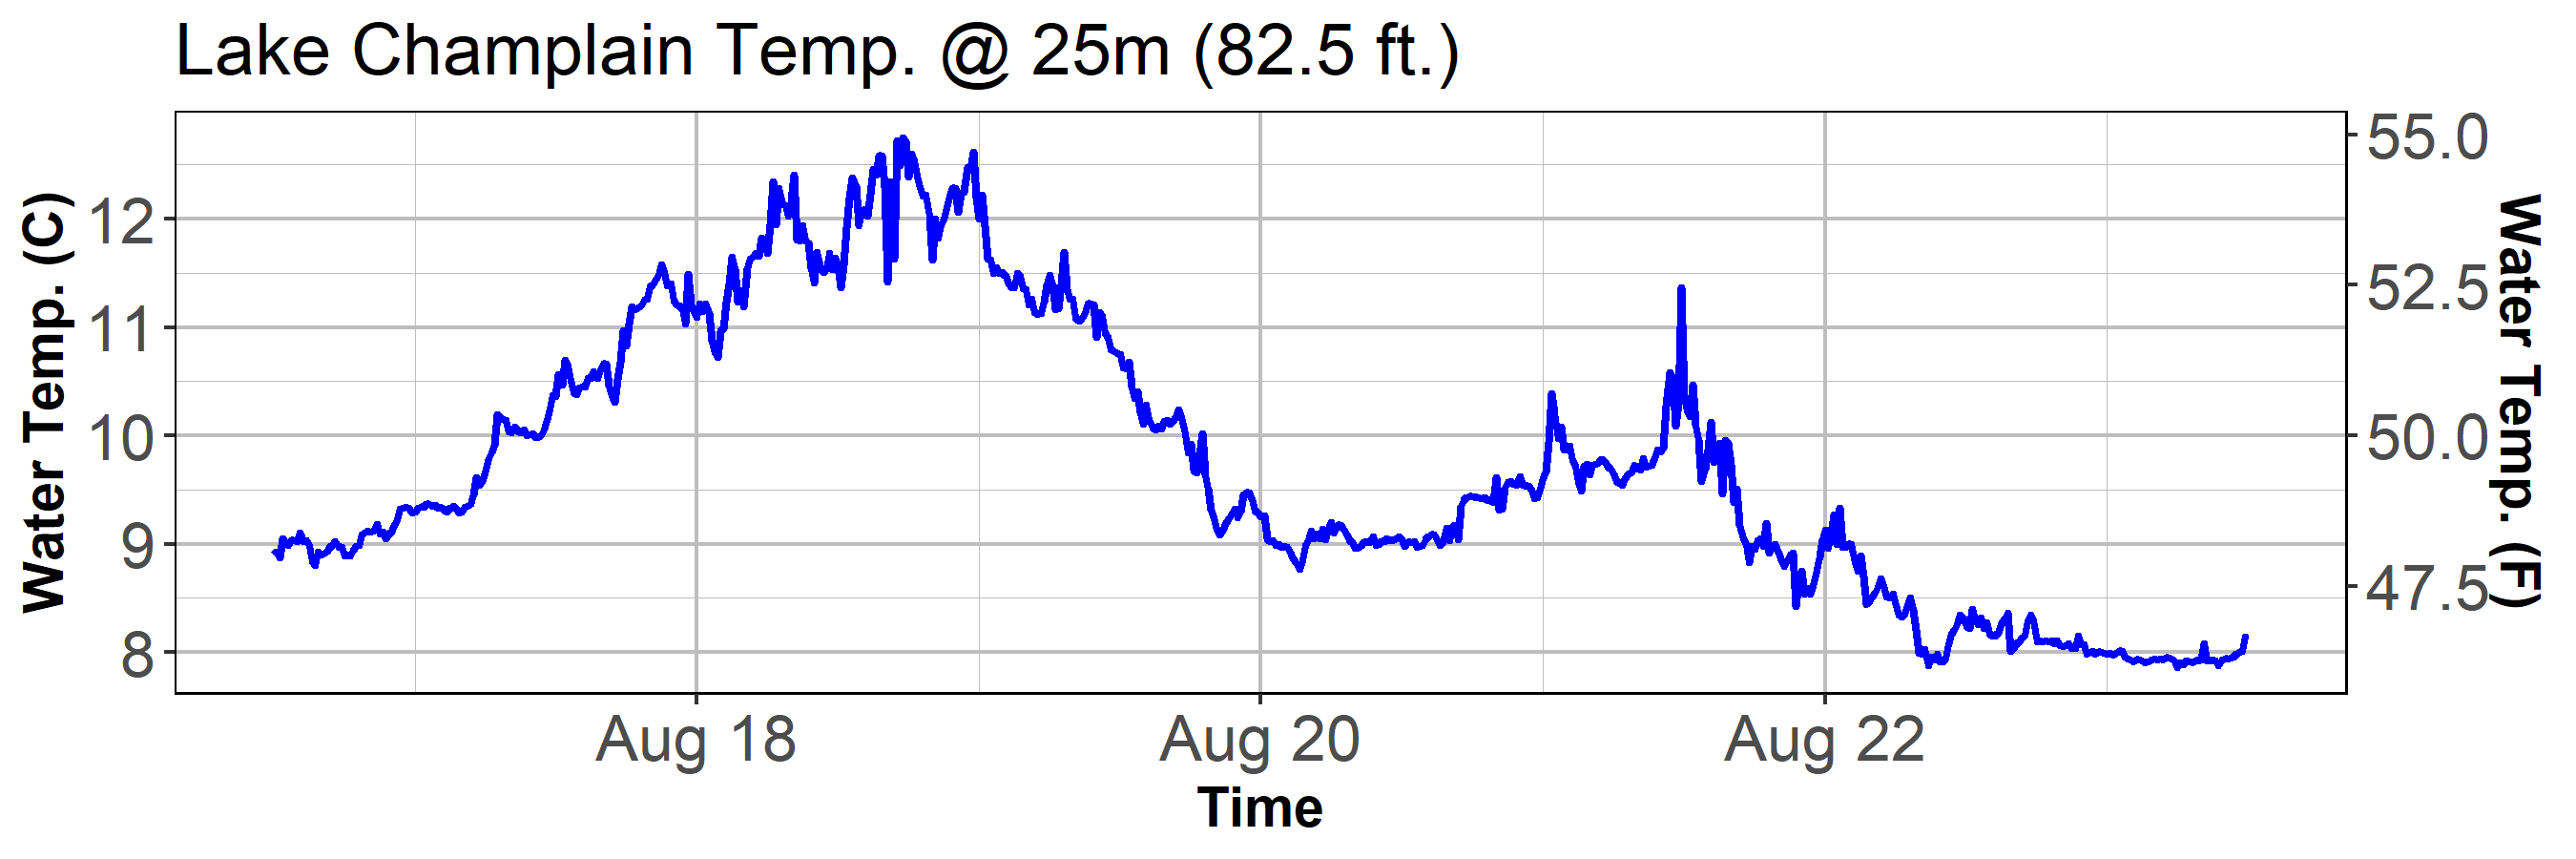 Lake Champlain Temp. @ 25m (82.5 ft.)
Water Temp. (C)
12
11
10
9
8
55.0
52.5
50.0
47.5
Water Temp. (F)
Aug 18
Aug 20
Aug 22
Time